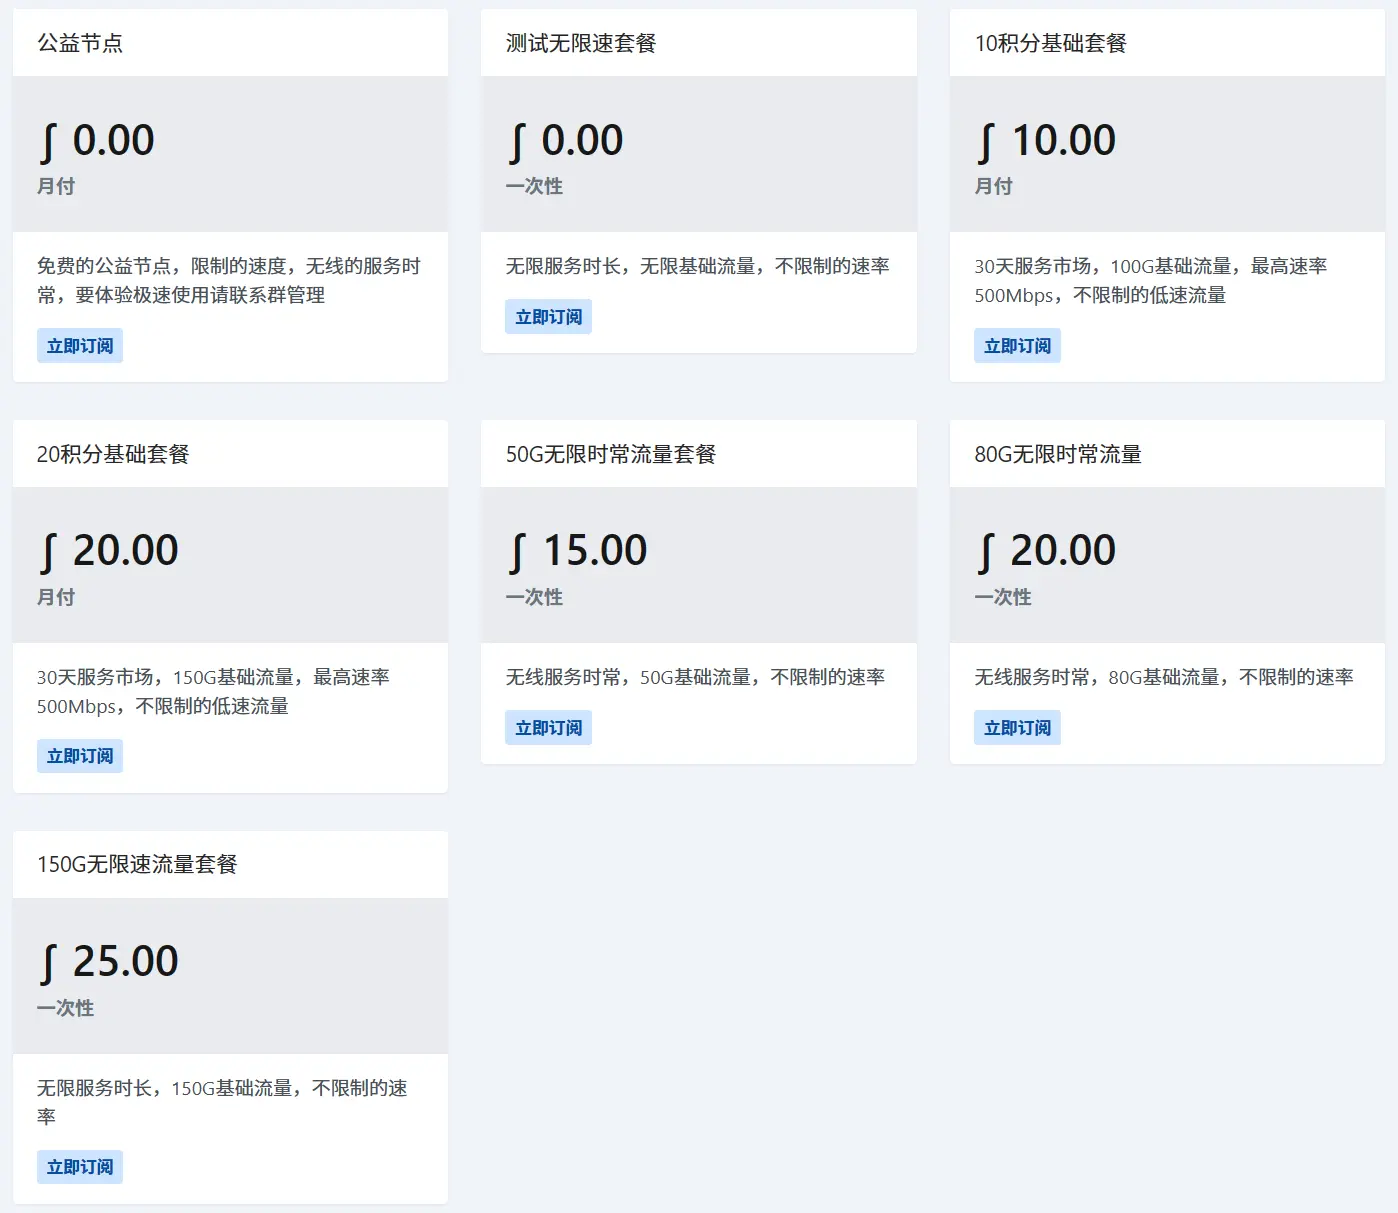 公益节点
∫ 0.00
月付
免费的公益节点，限制的速度，无线的服务时
常，要体验极速使用请联系群管理
立即订阅
测试无限速套餐
∫ 0.00
一次性
无限服务时长，无限基础流量，不限制的速率
立即订阅
10积分基础套餐
∫ 10.00
月付
30天服务市场，100G基础流量，最高速率
500Mbps，不限制的低速流量
立即订阅
20积分基础套餐
∫ 20.00
月付
30天服务市场，150G基础流量，最高速率
500Mbps，不限制的低速流量
立即订阅
50G无限时常流量套餐
∫ 15.00
一次性
无线服务时常，50G基础流量，不限制的速率
立即订阅
80G无限时常流量
∫ 20.00
一次性
无线服务时常，80G基础流量，不限制的速率
立即订阅
150G无限速流量套餐
∫ 25.00
一次性
无限服务时长，150G基础流量，不限制的速
率
立即订阅